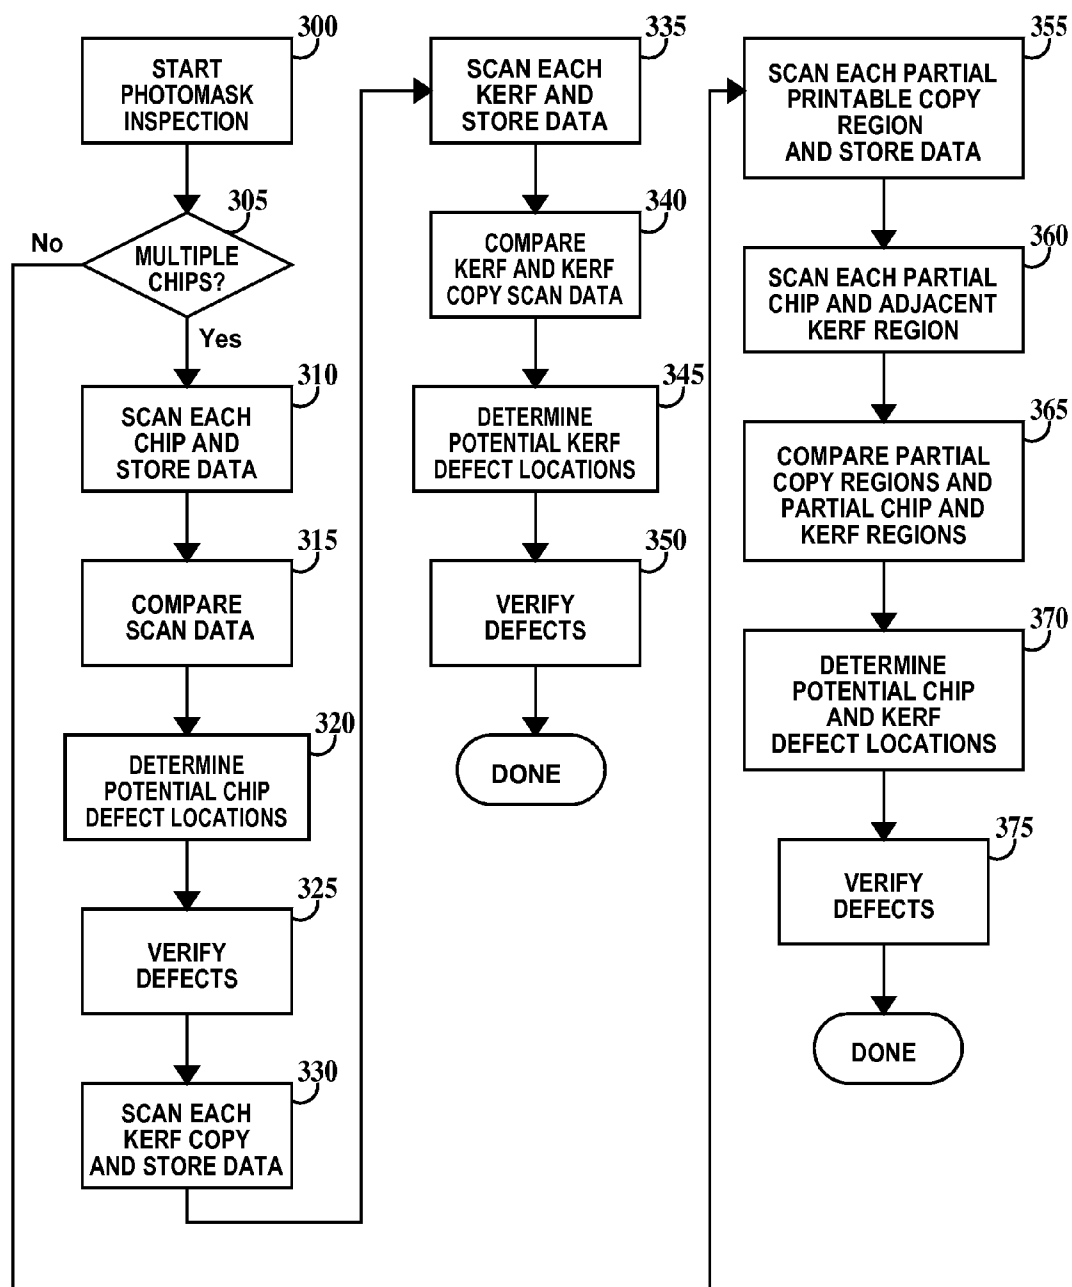 300
START
PHOTOMASK
INSPECTION
305
No
MULTIPLE
CHIPS?
Yes
310
SCAN EACH
CHIP AND
STORE DATA
315
COMPARE
SCAN DATA
320
DETERMINE
POTENTIAL CHIP
DEFECT LOCATIONS
325
VERIFY
DEFECTS
330
SCAN EACH
KERF COPY
AND STORE DATA
335
SCAN EACH
KERF AND
STORE DATA
340
COMPARE
KERF AND KERF
COPY SCAN DATA
345
DETERMINE
POTENTIAL KERF
DEFECT LOCATIONS
350
VERIFY
DEFECTS
DONE
355
SCAN EACH PARTIAL
PRINTABLE COPY
REGION
AND STORE DATA
360
SCAN EACH PARTIAL
CHIP AND ADJACENT
KERF REGION
365
COMPARE PARTIAL
COPY REGIONS AND
PARTIAL CHIP AND
KERF REGIONS
370
DETERMINE
POTENTIAL CHIP
AND KERF
DEFECT LOCATIONS
375
VERIFY
DEFECTS
DONE